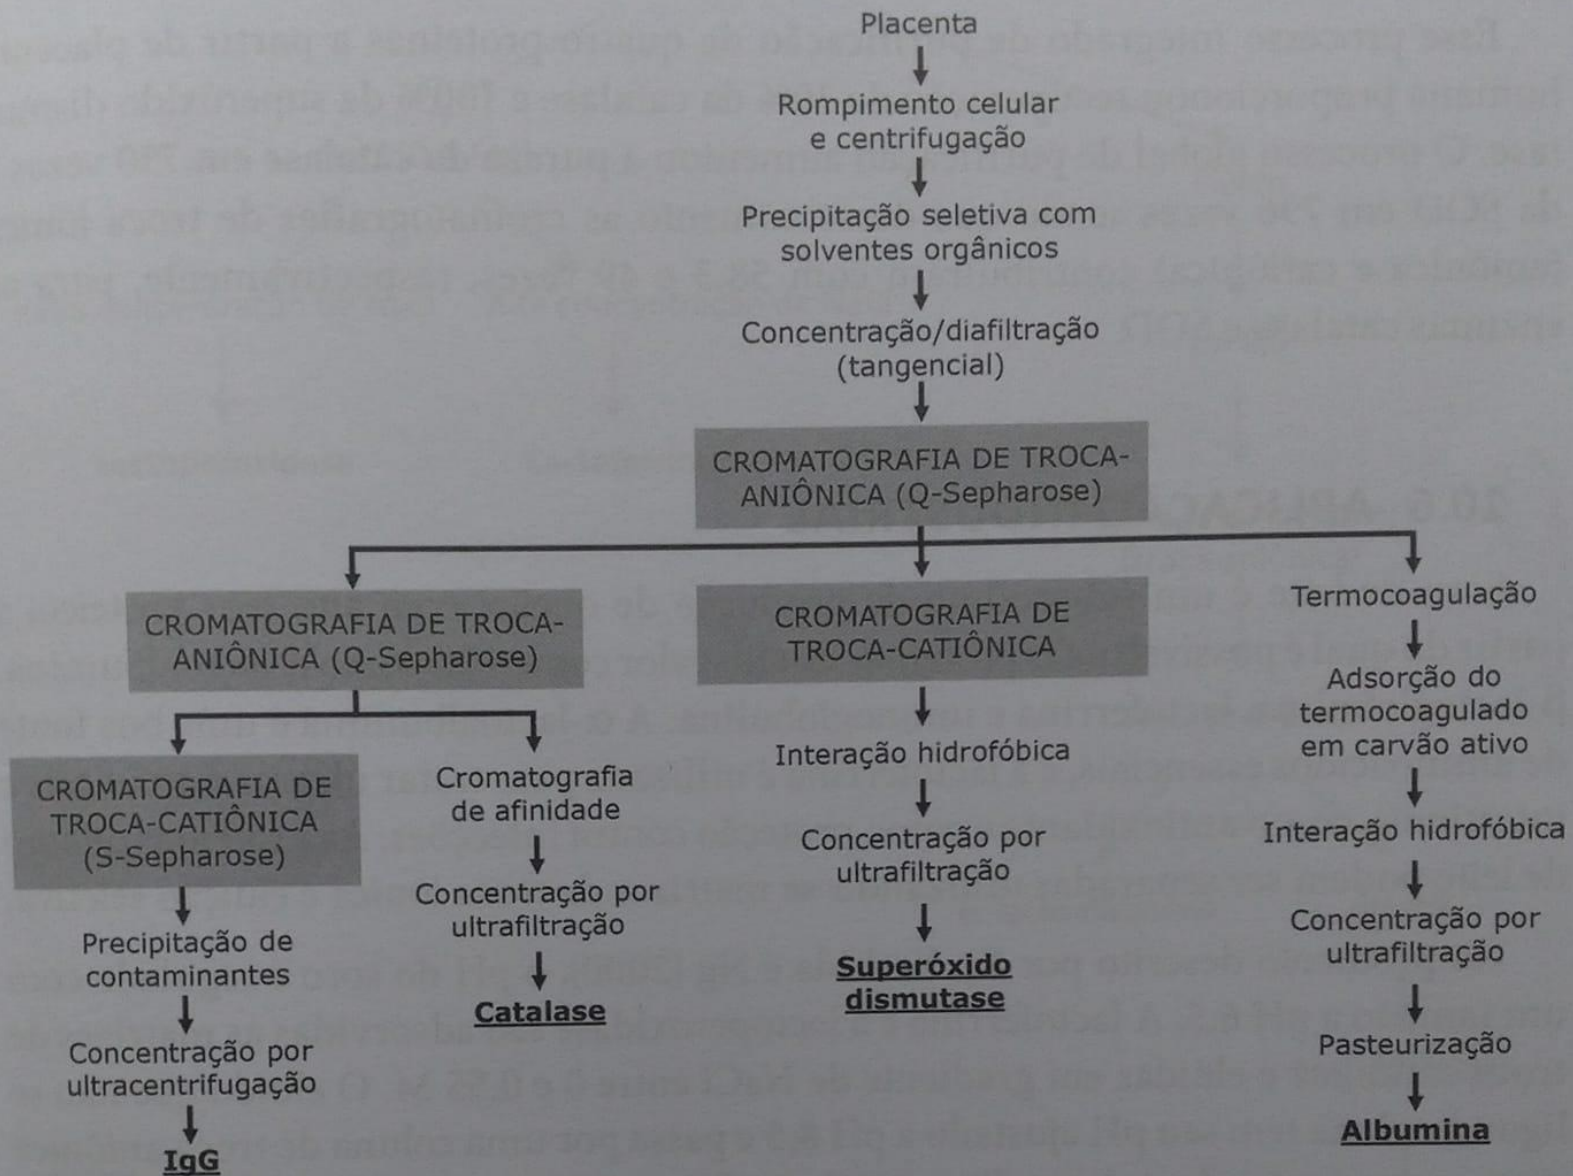 Placenta
Rompimento celular
e centrifugação
Precipitação seletiva com
solventes orgânicos
Concentração/diafiltração
(tangencial)
CROMATOGRAFIA DE TROCA-
ANIÔNICA (Q-Sepharose)
CROMATOGRAFIA DE TROCA-
ANIÔNICA (Q-Sepharose)
CROMATOGRAFIA DE
TROCA-CATIÔNICA
(S-Sepharose)
Precipitação de
contaminantes
Concentração por
ultracentrifugação
IgG
Cromatografia
de afinidade
Concentração por
ultrafiltração
Catalase
CROMATOGRAFIA DE
TROCA-CATIÔNICA
Interação hidrofóbica
Concentração por
ultrafiltração
Superóxido
dismutase
Termocoagulação
Adsorção do
termocoagulado
em carvão ativo
Interação hidrofóbica
Concentração por
ultrafiltração
Pasteurização
Albumina